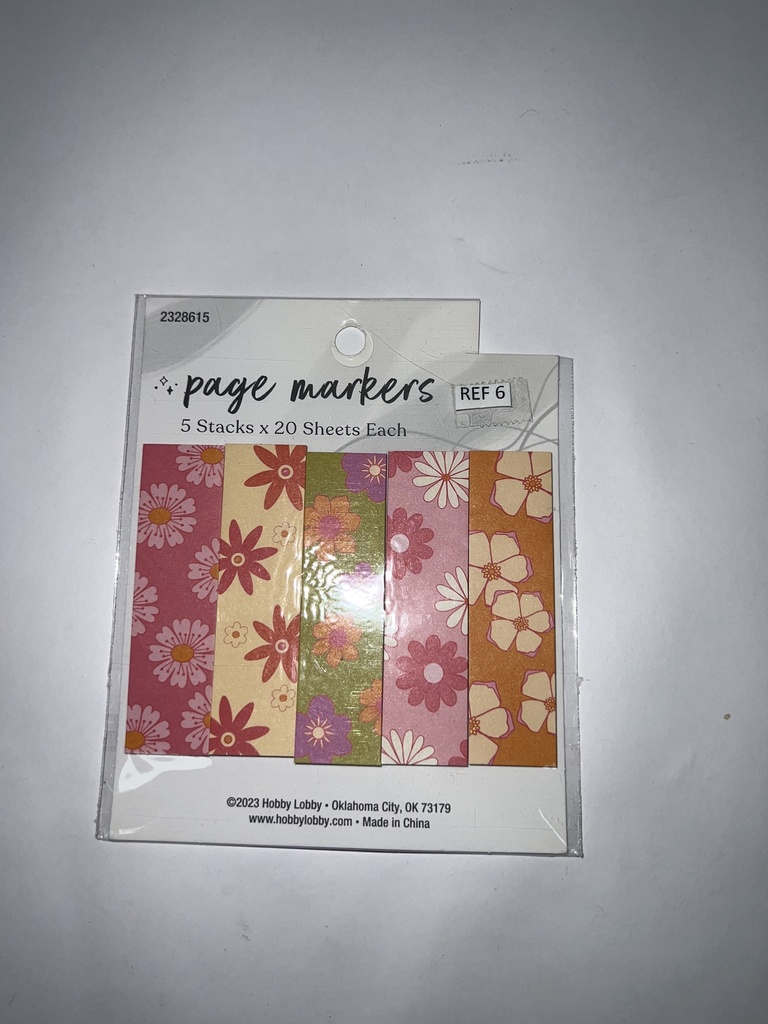 2328615
page markers
REF 6
5 Stacks x 20 Sheets Each
©2023 Hobby Lobby • Oklahoma City, OK 73179
www.hobbylobby.com • Made in China